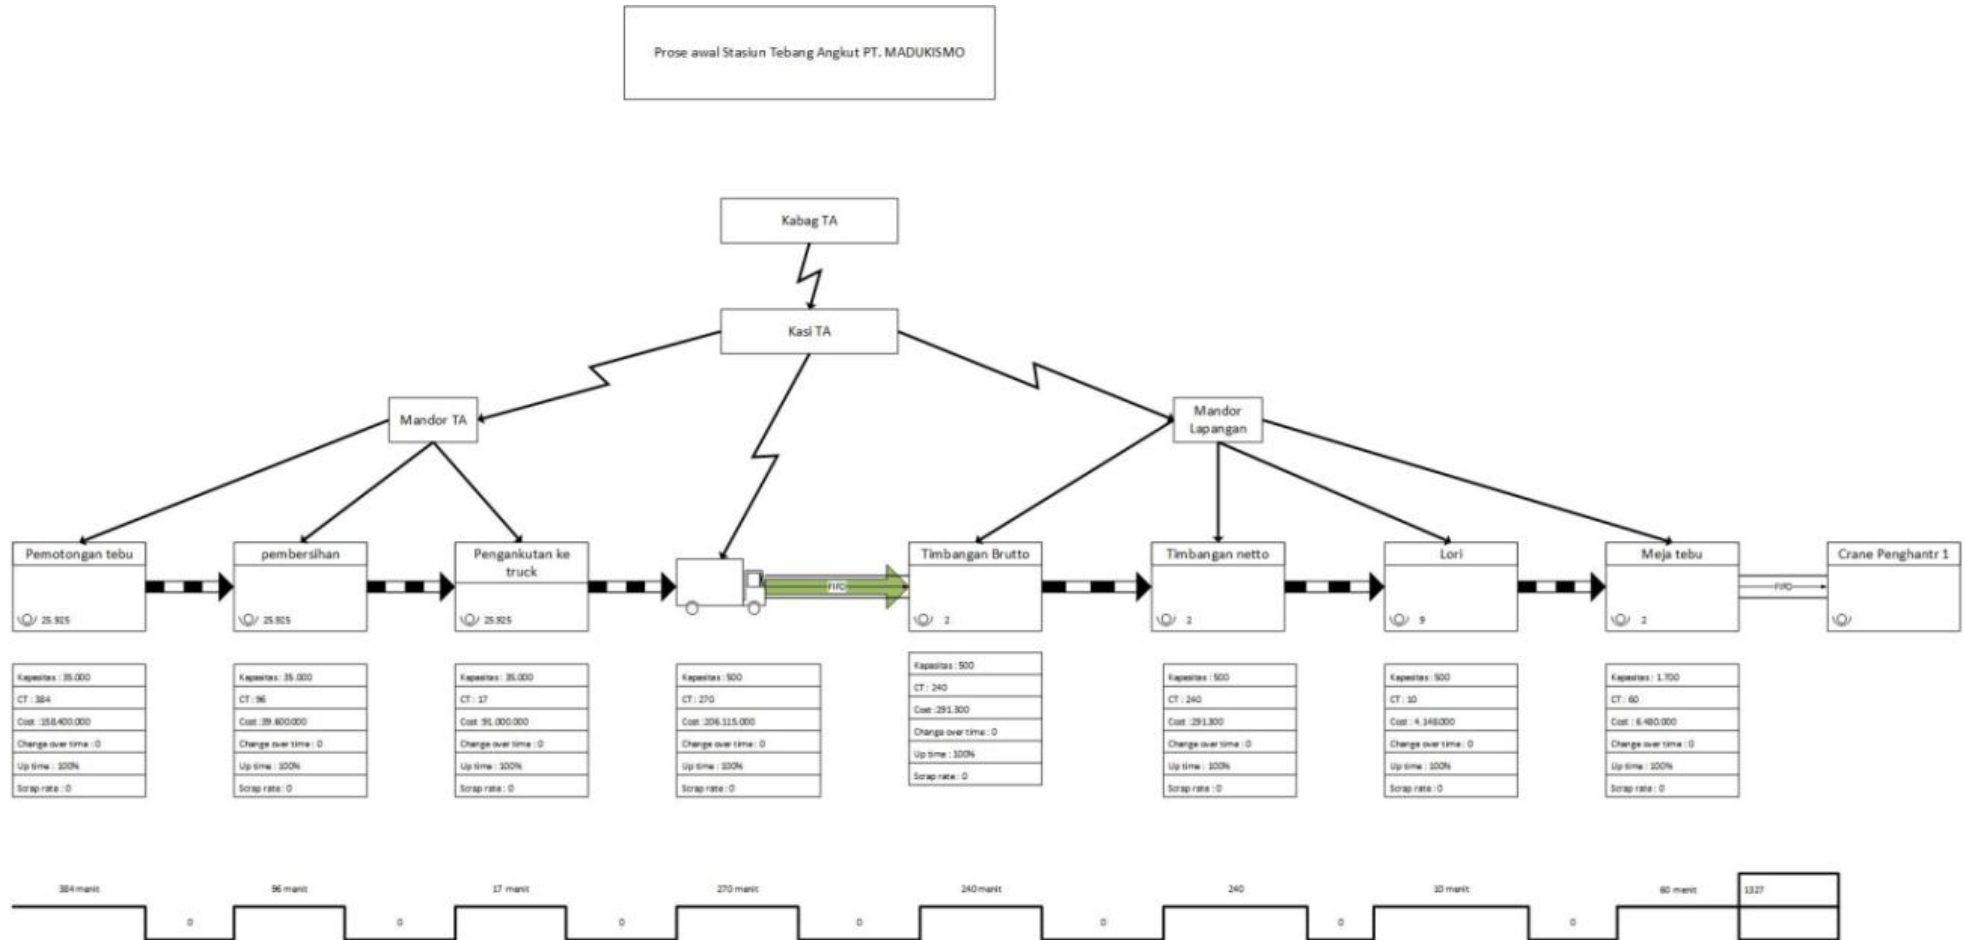 Prose awal Stasiun Tebang Angkut PT. MADUKISMO
Kabag TA
Kasi TA
Mandor TA
Mandor
Lapangan
Pemotongan tebu
25.925
pembersihan
25.925
Pengankutan ke
truck
25.925
FIFO
Timbangan Brutto
2
Timbangan netto
2
Lori
9
Meja tebu
2
FIFO
Crane Penghantr 1
Kapasitas : 35.000
CT : 384
Cost :158.400.000
Change over time : 0
Up time : 100%
Scrap rate : 0
Kapasitas : 35.000
CT : 96
Cost :39.600.000
Change over time : 0
Up time : 100%
Scrap rate : 0
Kapasitas : 35.000
CT : 17
Cost :91.000.000
Change over time : 0
Up time : 100%
Scrap rate : 0
Kapasitas : 500
CT : 270
Cost :206.115.000
Change over time : 0
Up time : 100%
Scrap rate : 0
Kapasitas : 500
CT : 240
Cost :291.300
Change over time : 0
Up time : 100%
Scrap rate : 0
Kapasitas : 500
CT : 240
Cost :291.300
Change over time : 0
Up time : 100%
Scrap rate : 0
Kapasitas : 500
CT : 10
Cost : 4.148.000
Change over time : 0
Up time : 100%
Scrap rate : 0
Kapasitas : 1.700
CT : 60
Cost : 6.480.000
Change over time : 0
Up time : 100%
Scrap rate : 0
384 menit
0
96 menit
0
17 menit
0
270 menit
0
240 menit
0
240
0
10 menit
0
60 menit
1327